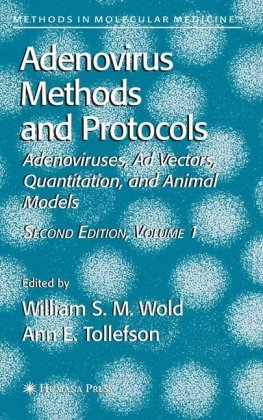 METHODS IN MOLECULAR MEDICINE™
Adenovirus
Methods
and Protocols
Adenoviruses, Ad Vectors,
Quantitation, and Animal
Models
SECOND EDITION, VOLUME 1
Edited by
William S. M. Wold
Ann E. Tollefson
HUMANA PRESS